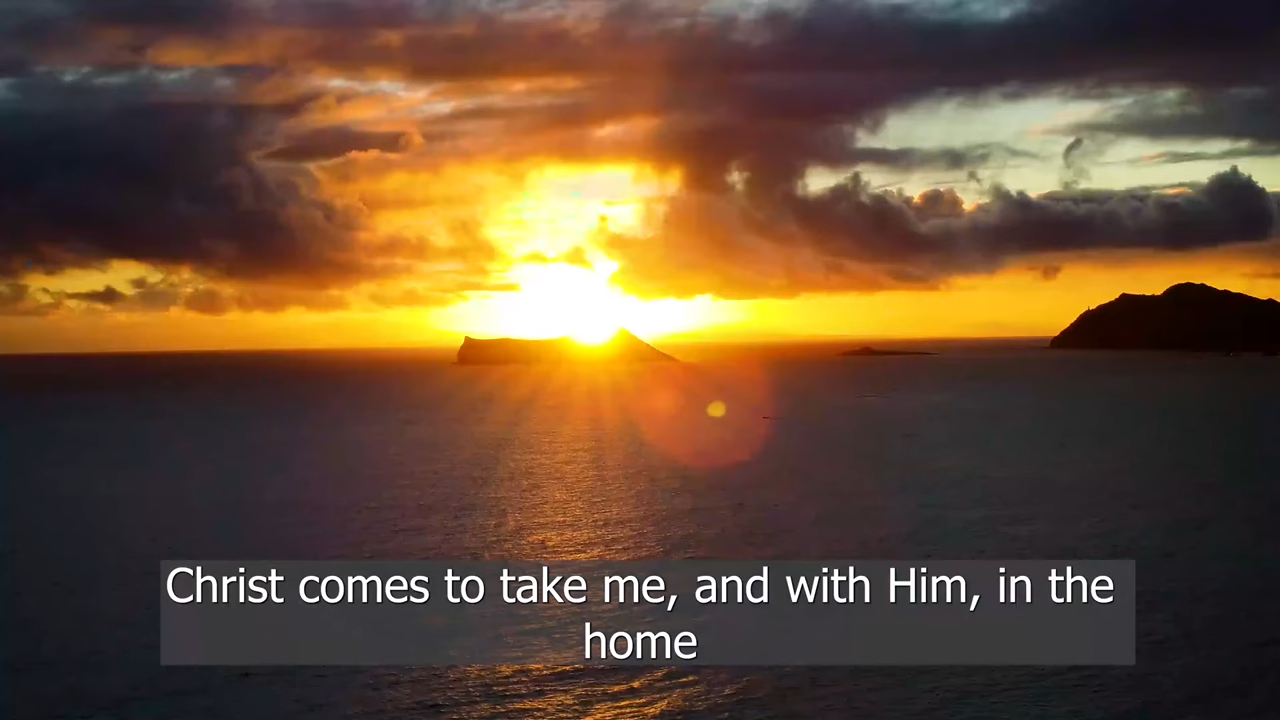 Christ comes to take me, and with Him, in the
home